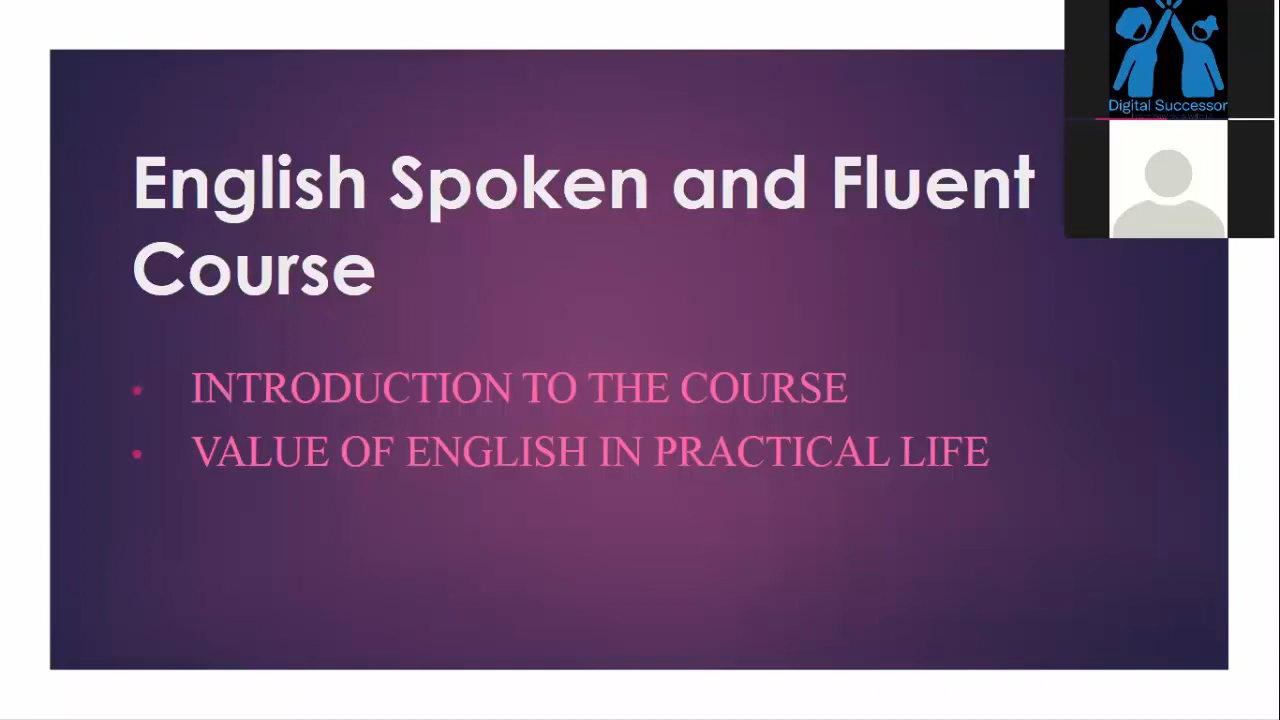 English Spoken and Fluent
Course
INTRODUCTION TO THE COURSE
VALUE OF ENGLISH IN PRACTICAL LIFE
Digital Successor